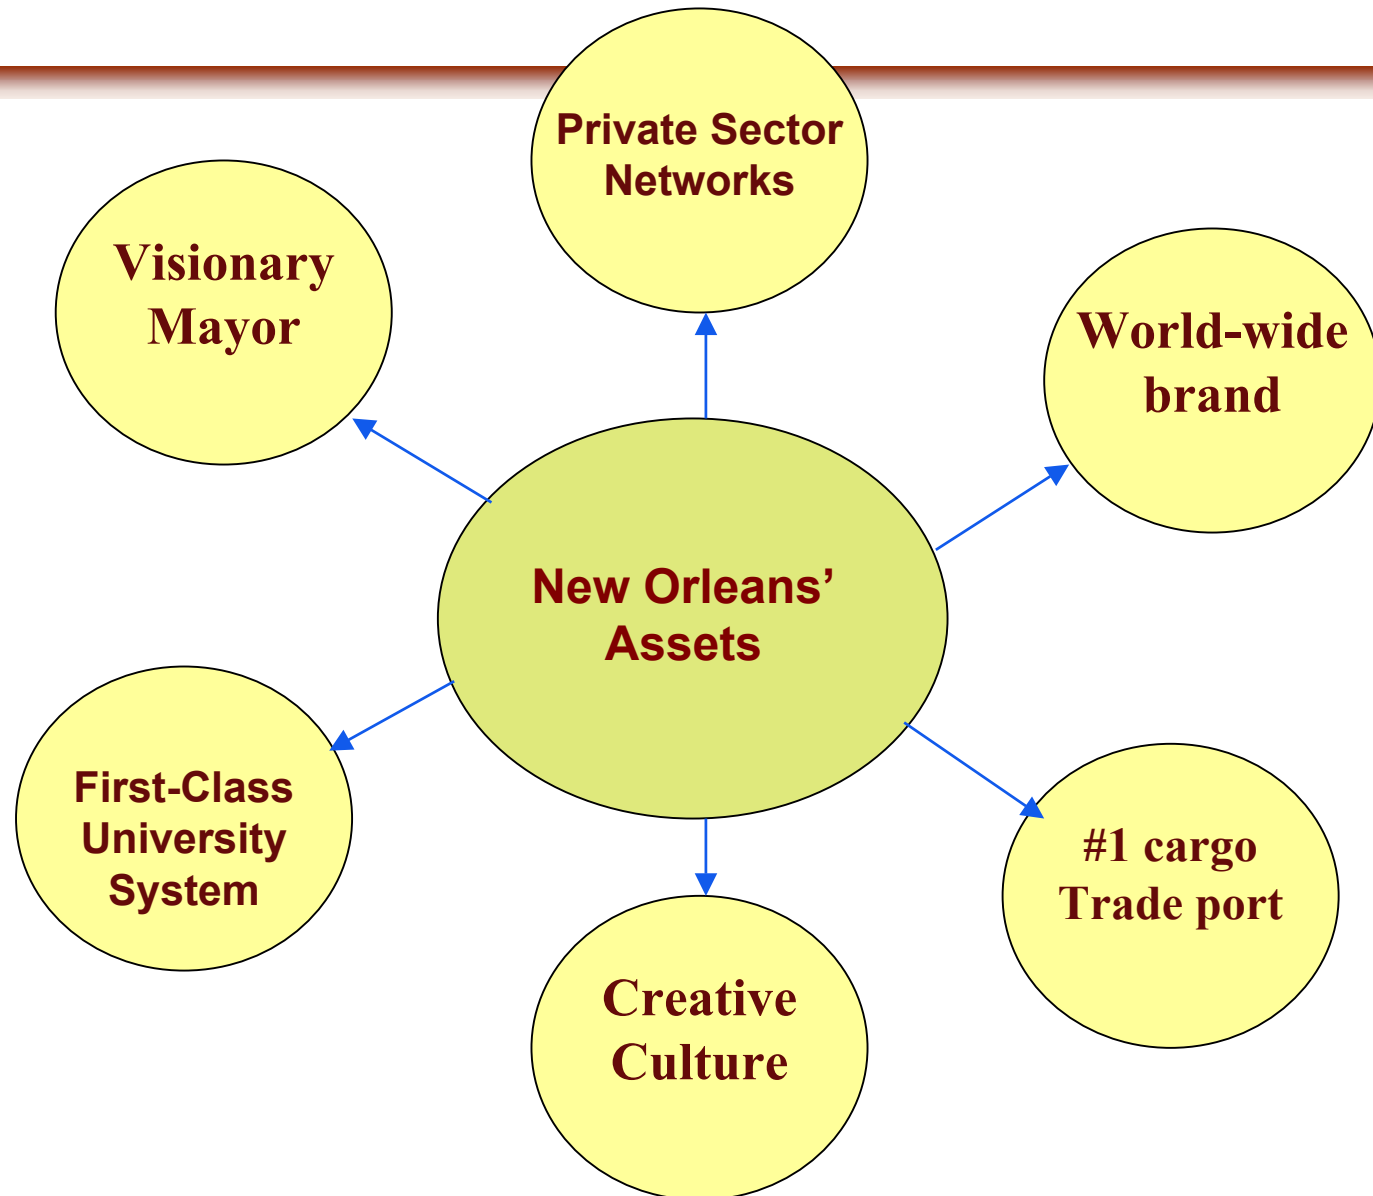 Private Sector
Networks
Visionary
Mayor
World-wide
brand
New Orleans’
Assets
First-Class
University
System
#1 cargo
Trade port
Creative
Culture